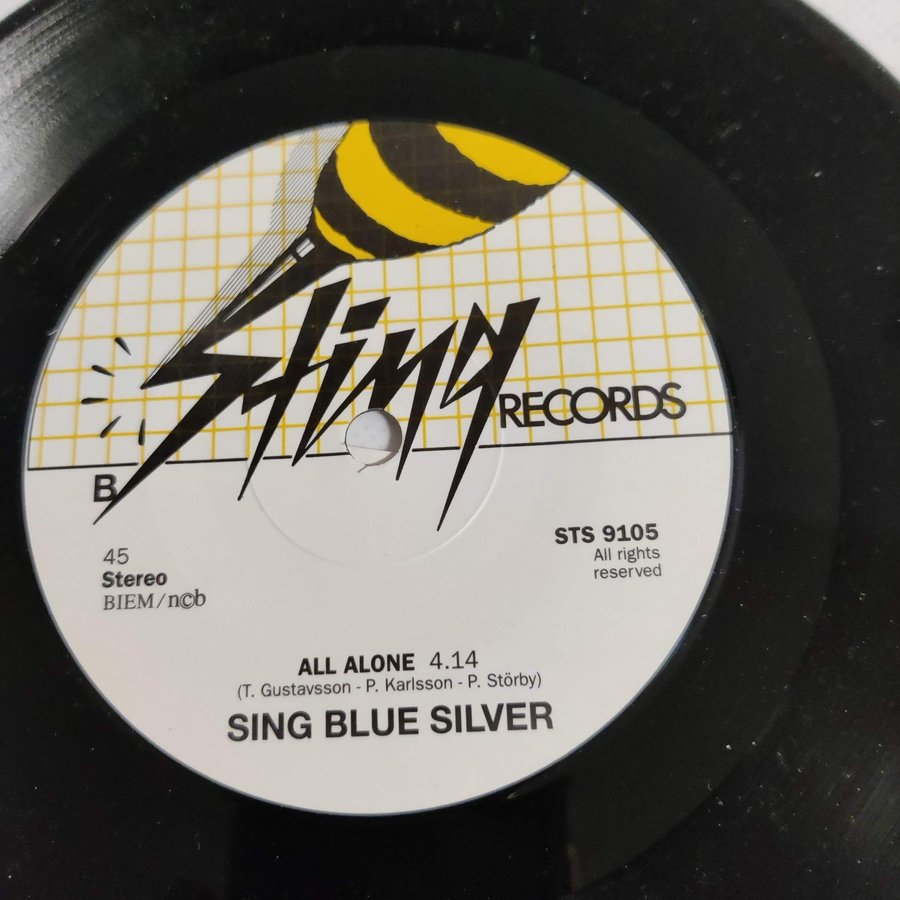 Sting
RECORDS
B
45
Stereo
BIEM/n©b
STS 9105
All rights
reserved
ALL ALONE 4.14
(T. Gustavsson - P. Karlsson - P. Störby)
SING BLUE SILVER